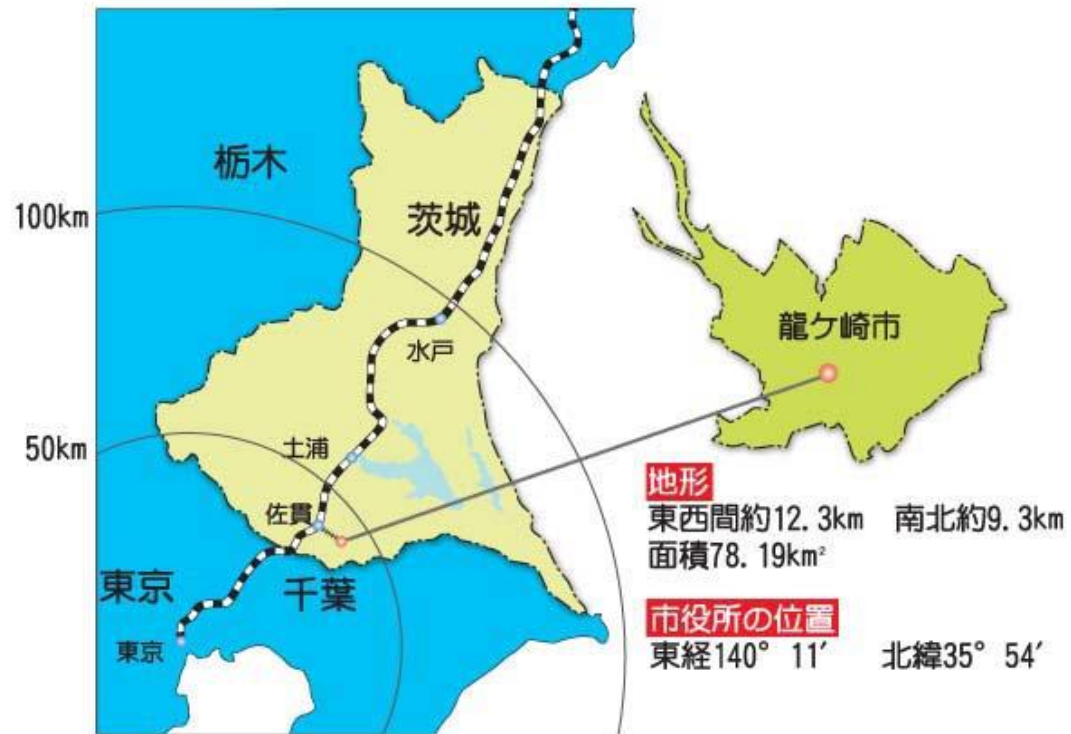 栃木
茨城
100km
水戸
龍ケ崎市
50km
土浦
佐貫
東京
千葉
東京
地形
東西間約12.3km 南北約9.3km
面積78.19km²
市役所の位置
東経140° 11′ 北緯35° 54′